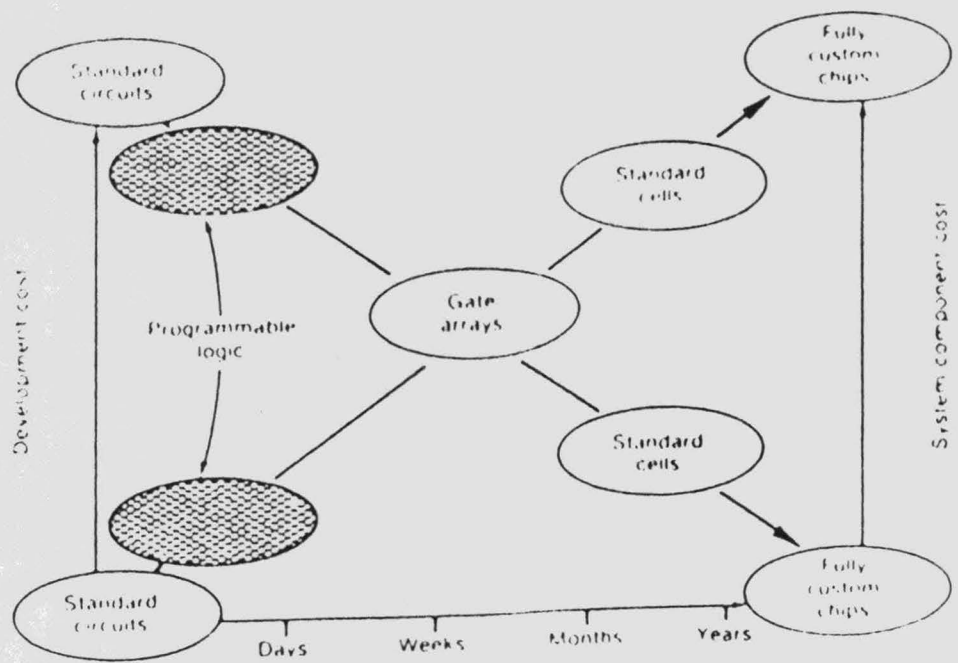 Standard
circuits
Fully
custom
chips
Standard
cells
Development cost
Programmable
logic
Gate
arrays
System component cost
Standard
cells
Standard
circuits
Fully
custom
chips
Days
Weeks
Months
Years